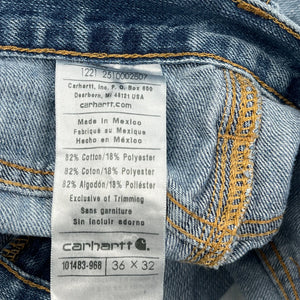 1221 2510002507
Carhartt, Inc. P.O. Box 600
Dearborn, MI 48121 USA
carhartt.com
Made in Mexico
Fabriqué au Mexique
Hecho en México
82% Cotton/18% Polyester
82% Coton/18% Polyester
82% Algodón/18% Poliéster
Exclusive of Trimming
Sans garniture
Sin incluir adorno
carhartt
101483-968 36 × 32